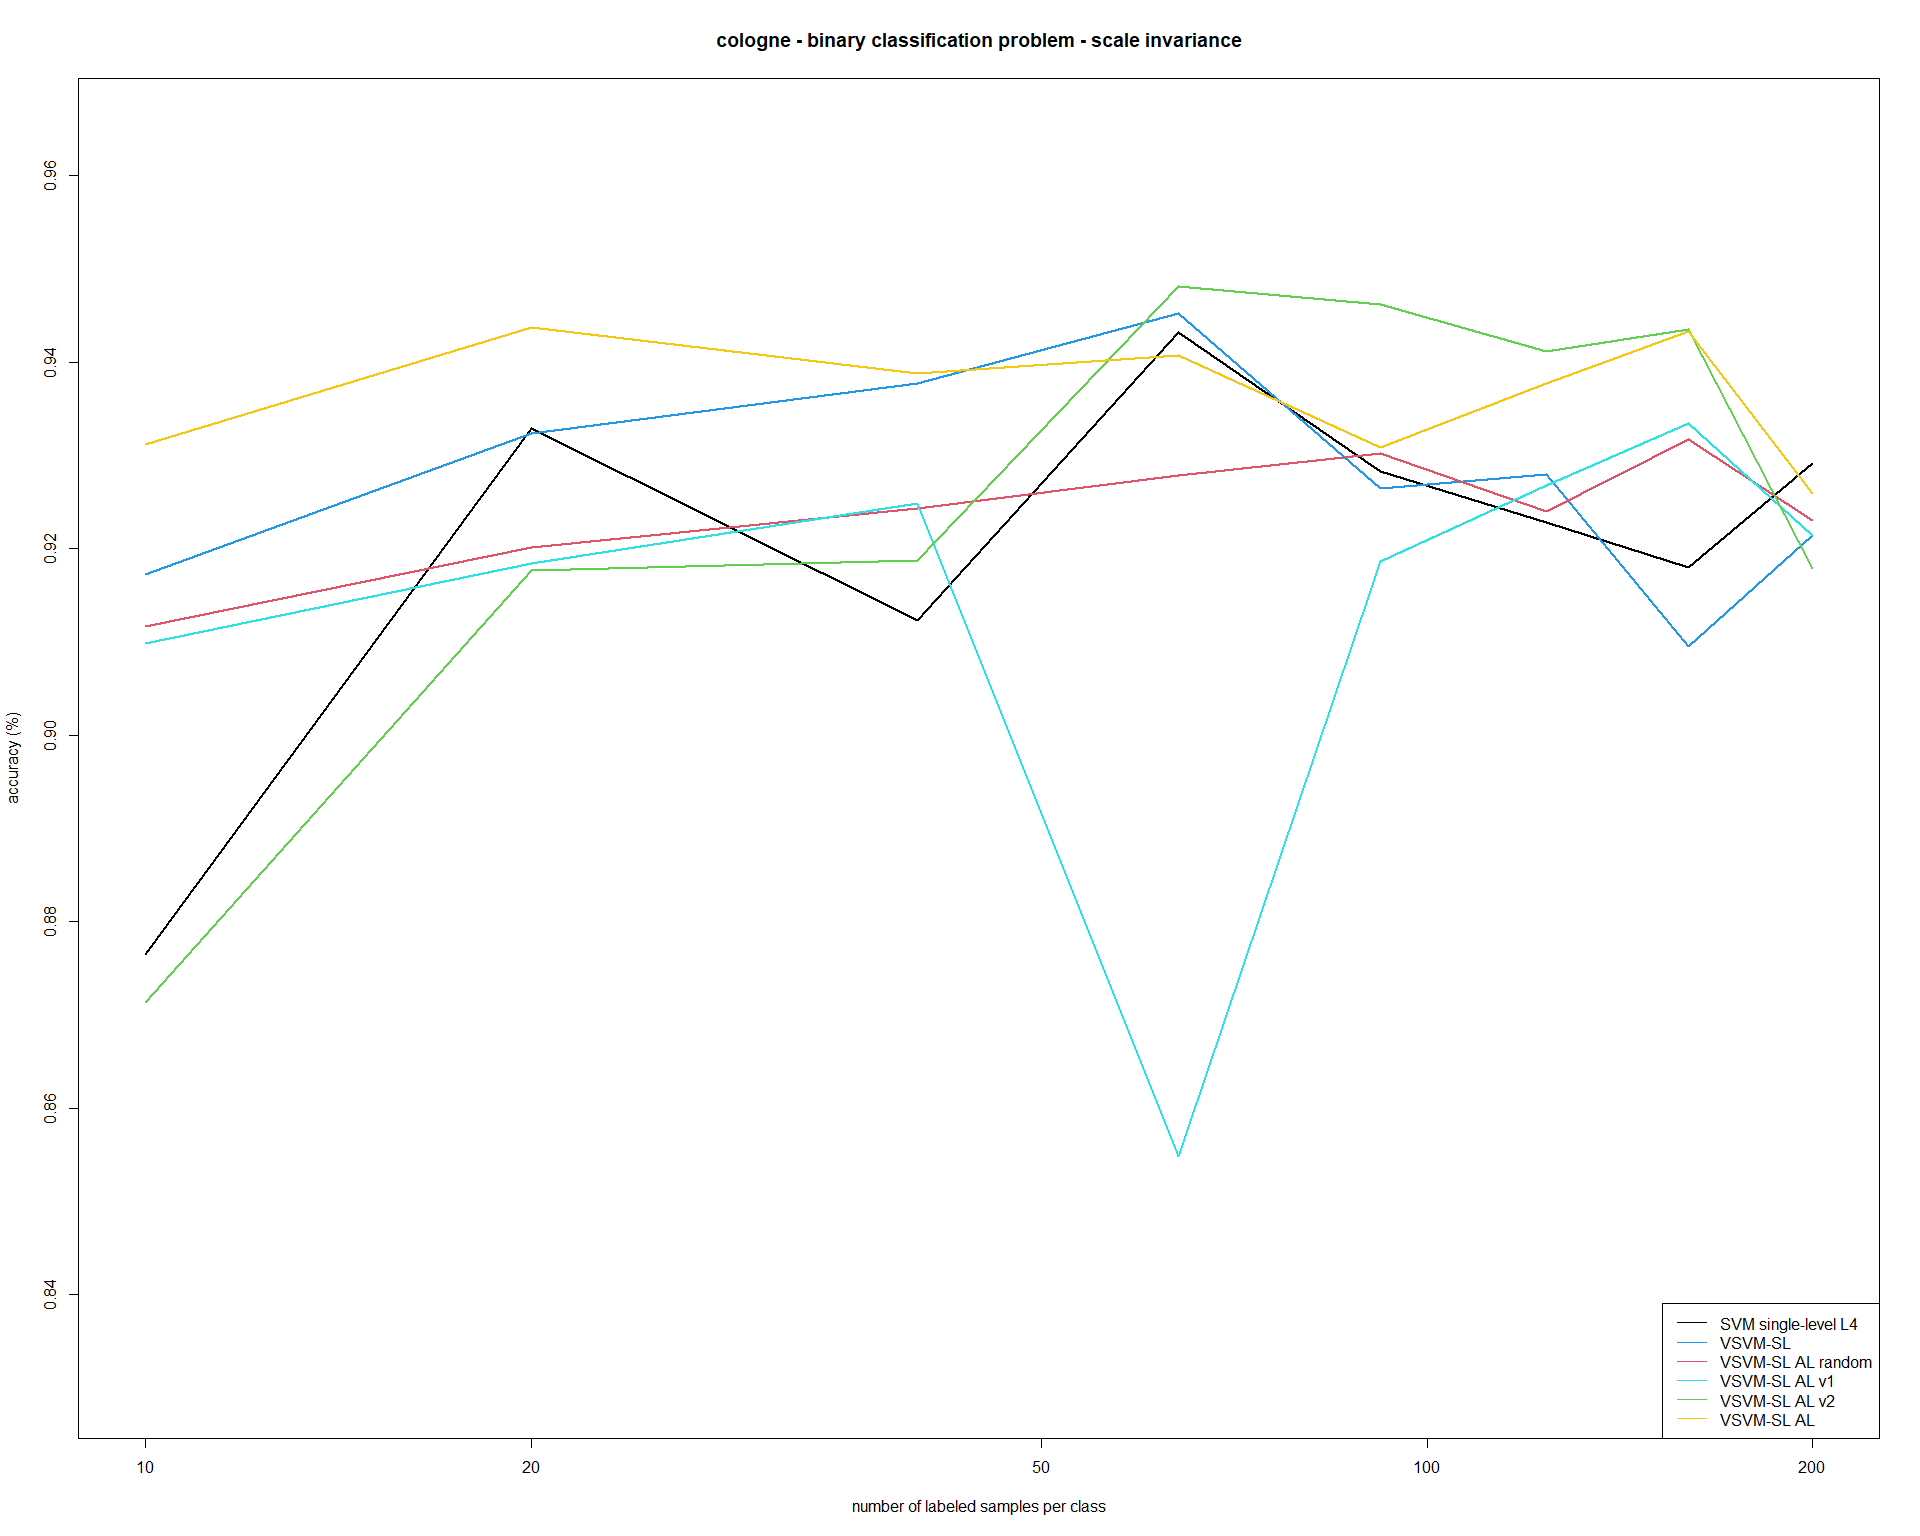 cologne - binary classification problem - scale invariance
accuracy (%)
0.96
0.94
0.92
0.90
0.88
0.86
0.84
SVM single-level L4
VSVM-SL
VSVM-SL AL random
VSVM-SL AL v1
VSVM-SL AL v2
VSVM-SL AL
10
20
50
100
200
number of labeled samples per class